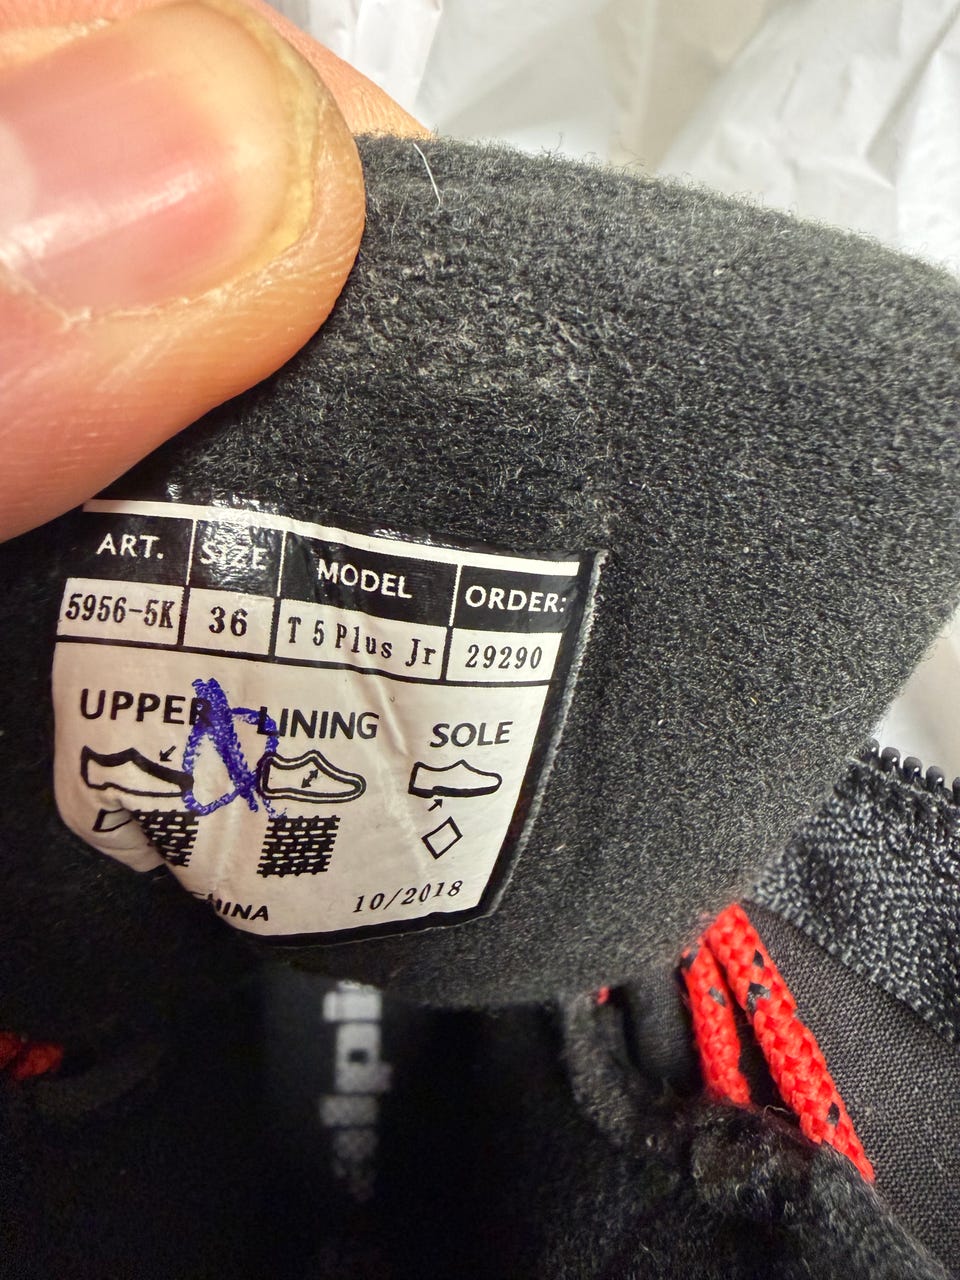 ART. SIZE MODEL ORDER:
5956-5K 36 T 5 Plus Jr 29290
UPPER LINING SOLE
10/2018